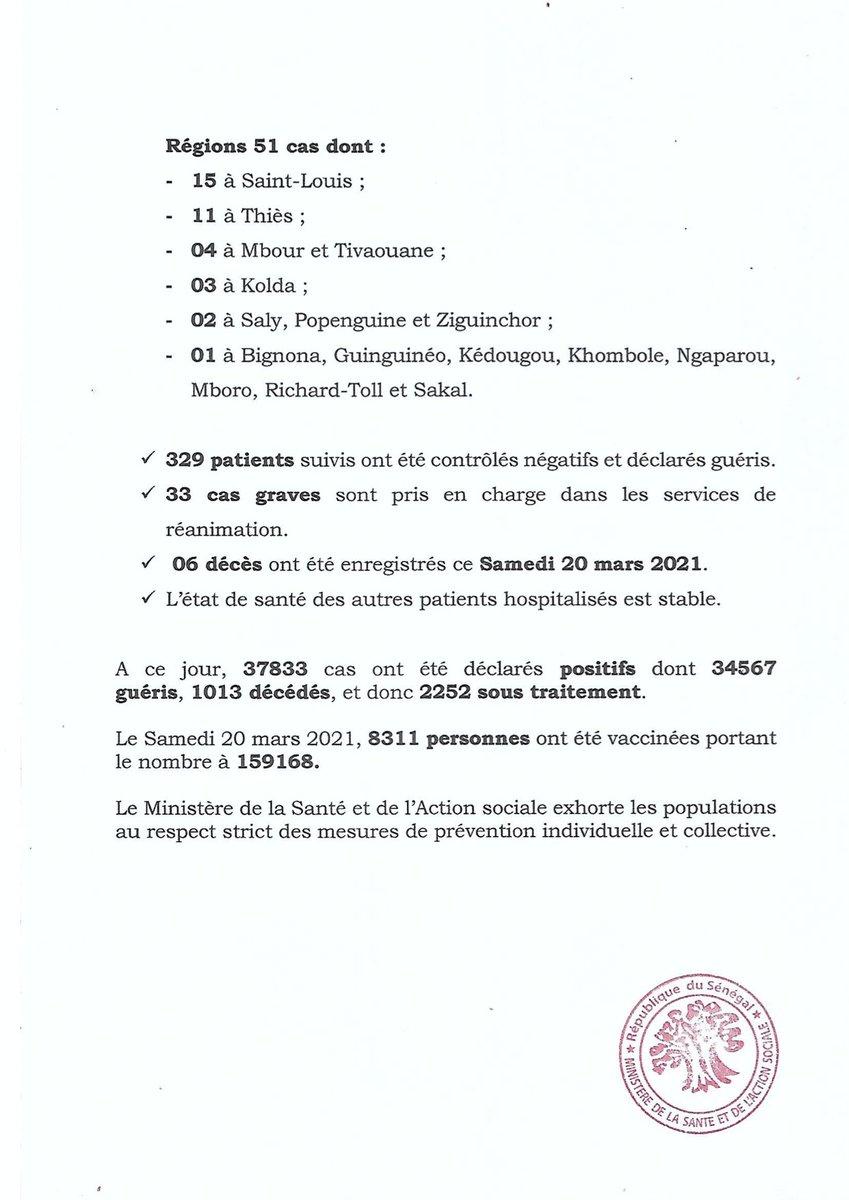 Régions 51 cas dont :
- 15 à Saint-Louis ;
- 11 à Thiès ;
- 04 à Mbour et Tivaouane ;
- 03 à Kolda ;
- 02 à Saly, Popenguine et Ziguinchor ;
- 01 à Bignona, Guinguinéo, Kédougou, Khombole, Ngaparou,
Mboro, Richard-Toll et Sakal.
✓ 329 patients suivis ont été contrôlés négatifs et déclarés guéris.
✓ 33 cas graves sont pris en charge dans les services de
réanimation.
✓ 06 décès ont été enregistrés ce Samedi 20 mars 2021.
✓ L'état de santé des autres patients hospitalisés est stable.
A ce jour, 37833 cas ont été déclarés positifs dont 34567
guéris, 1013 décédés, et donc 2252 sous traitement.
Le Samedi 20 mars 2021, 8311 personnes ont été vaccinées portant
le nombre à 159168.
Le Ministère de la Santé et de l'Action sociale exhorte les populations
au respect strict des mesures de prévention individuelle et collective.
★ République du Sénégal ★
MINISTERE DE LA SANTE ET DE L'ACTION SOCIALE